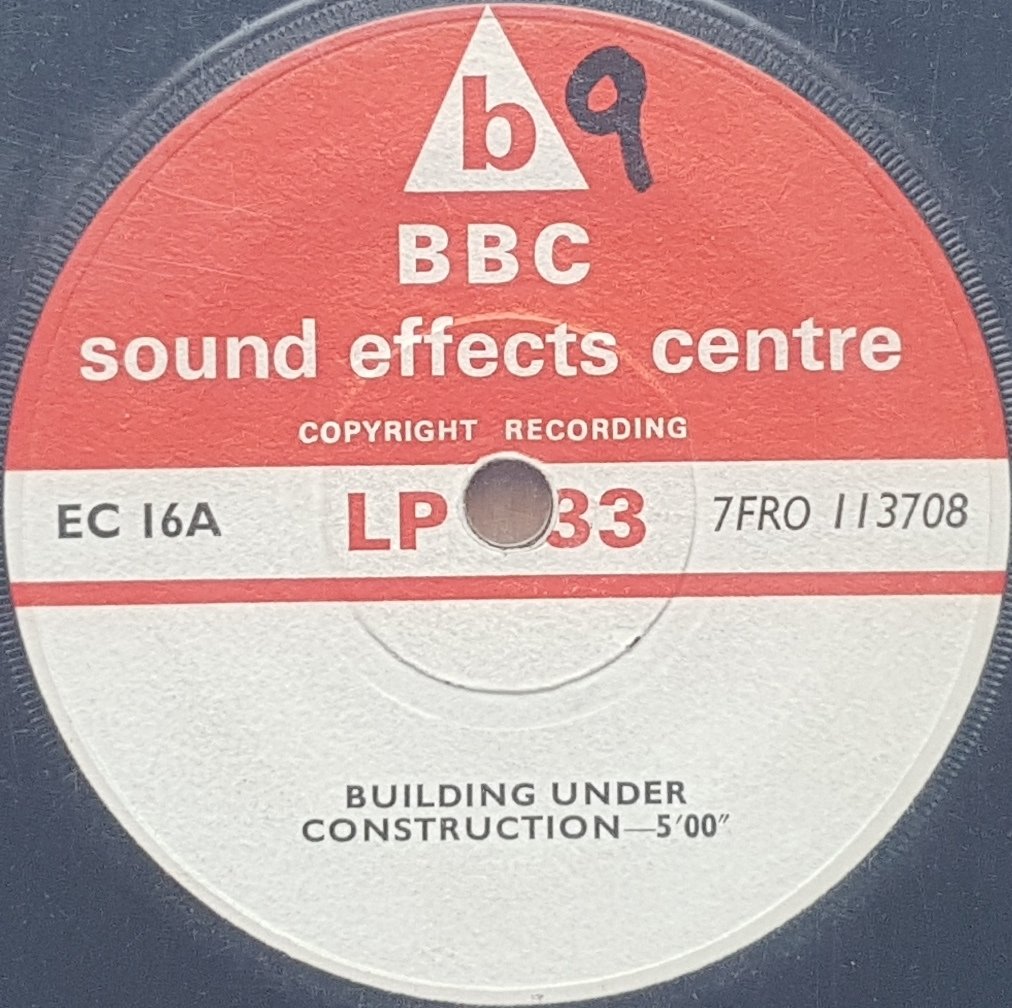 b 9
BBC
sound effects centre
COPYRIGHT RECORDING
EC 16A LP 33 7FRO 113708
BUILDING UNDER
CONSTRUCTION—5′00″